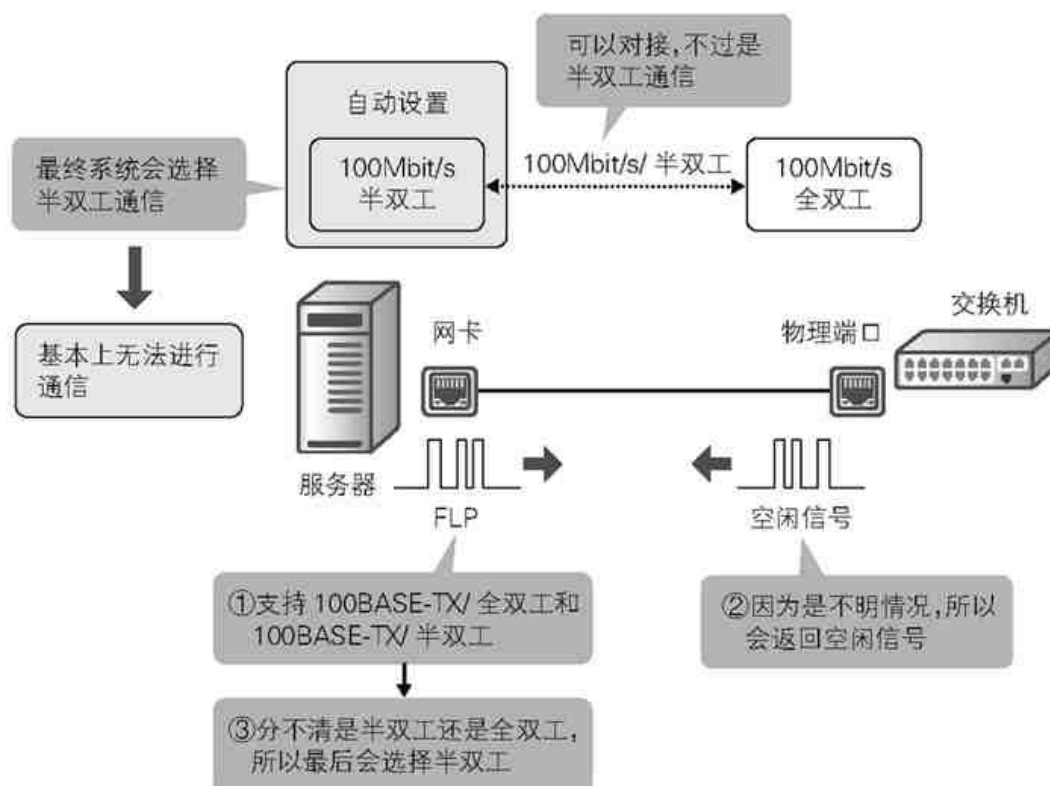 可以对接,不过是
半双工通信
自动设置
最终系统会选择
半双工通信
100Mbit/s
半双工
100Mbit/s/ 半双工
100Mbit/s
全双工
基本上无法进行
通信
网卡
物理端口
交换机
服务器
FLP
空闲信号
①支持 100BASE-TX/ 全双工和
100BASE-TX/ 半双工
②因为是不明情况,所以
会返回空闲信号
③分不清是半双工还是全双工,
所以最后会选择半双工